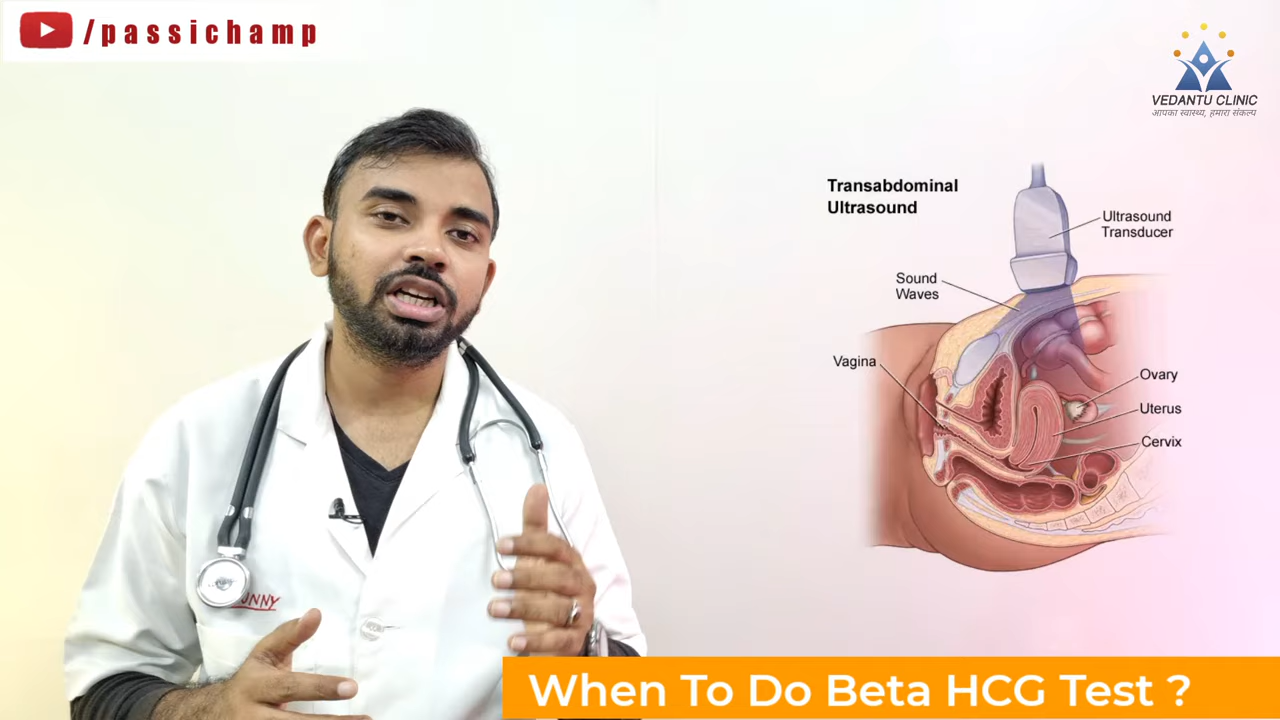 /passichamp
VEDANTU CLINIC
आपका स्वास्थ्य, हमारा संकल्प
Transabdominal
Ultrasound
Ultrasound
Transducer
Sound
Waves
Vagina
Ovary
Uterus
Cervix
When To Do Beta HCG Test ?